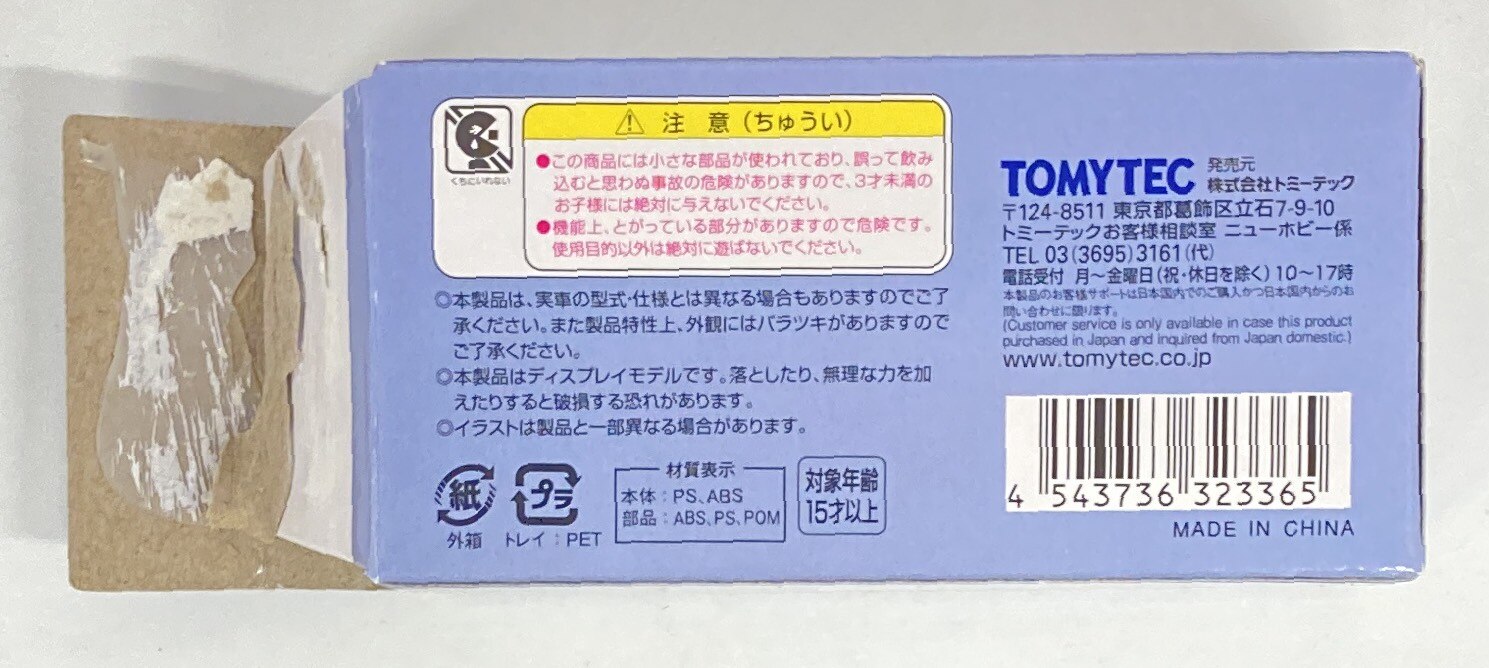 くちにいれない
注 意（ちゅうい）
●この商品には小さな部品が使われており、誤って飲み
込むと思わぬ事故の危険がありますので、3才未満の
お子様には絶対に与えないでください。
●機能上、とがっている部分がありますので危険です。
使用目的以外は絶対に遊ばないでください。
◎本製品は、実車の型式・仕様とは異なる場合もありますのでご了
承ください。また製品特性上、外観にはバラツキがありますので
ご了承ください。
◎本製品はディスプレイモデルです。落としたり、無理な力を加
えたりすると破損する恐れがあります。
◎イラストは製品と一部異なる場合があります。
紙
外箱
プラ
トレイ：PET
材質表示
本体：PS、ABS
部品：ABS、PS、POM
対象年齢
15才以上
TOMYTEC 発売元
株式会社トミーテック
〒124-8511 東京都葛飾区立石7-9-10
トミーテックお客様相談室 ニューホビー係
TEL 03(3695)3161(代)
電話受付 月～金曜日(祝・休日を除く)10～17時
本製品のお客様サポートは日本国内でのご購入かつ日本国内からのお
問い合わせに限ります。
(Customer service is only available in case this product
purchased in Japan and inquired from Japan domestic.)
www.tomytec.co.jp
4 543736 323365
MADE IN CHINA